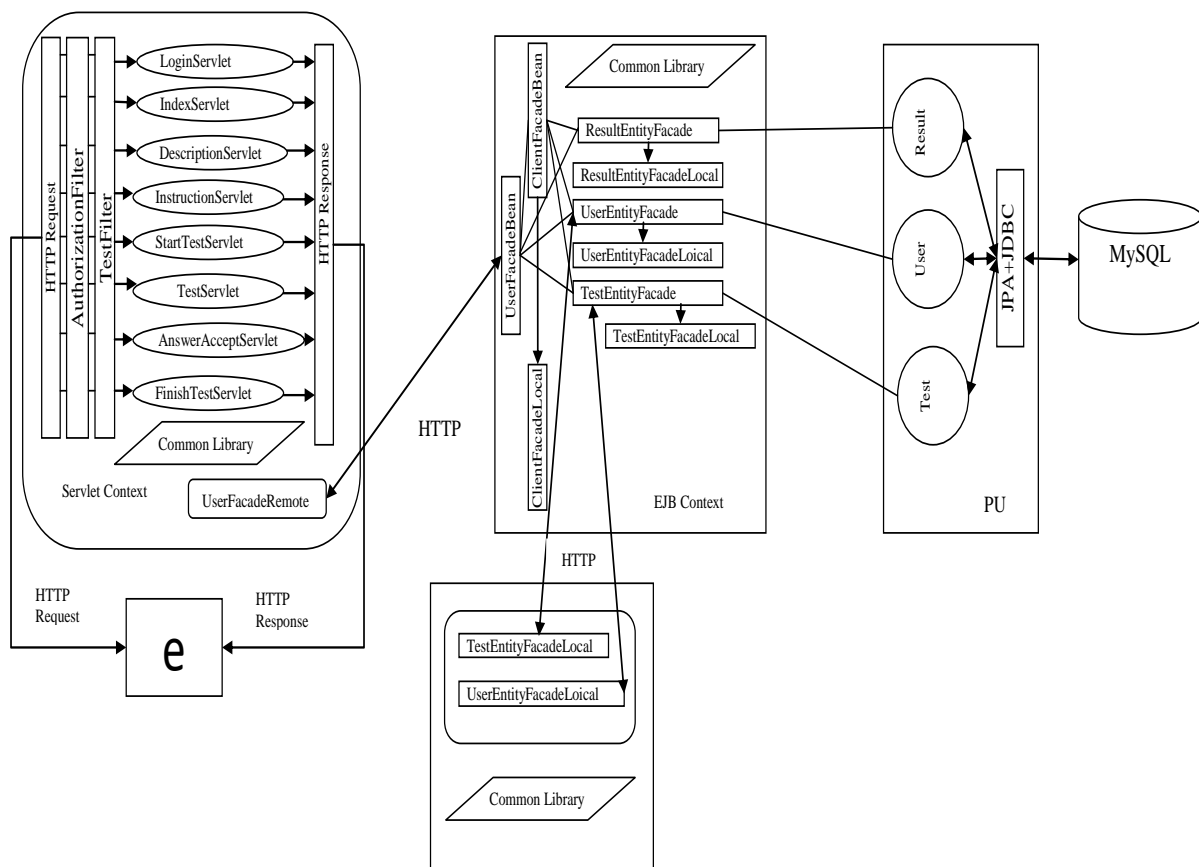 HTTP Request
AuthorizationFilter
TestFilter
LoginServlet
IndexServlet
DescriptionServlet
InstructionServlet
StartTestServlet
TestServlet
AnswerAcceptServlet
FinishTestServlet
HTTP Response
Common Library
Servlet Context
UserFacadeRemote
HTTP
Request
HTTP
Response
e
HTTP
UserFacadeBean
ClientFacadeBean
ClientFacadeLocal
Common Library
ResultEntityFacade
ResultEntityFacadeLocal
UserEntityFacade
UserEntityFacadeLoical
TestEntityFacade
TestEntityFacadeLocal
EJB Context
HTTP
TestEntityFacadeLocal
UserEntityFacadeLoical
Common Library
Result
User
Test
JPA+JDBC
PU
MySQL